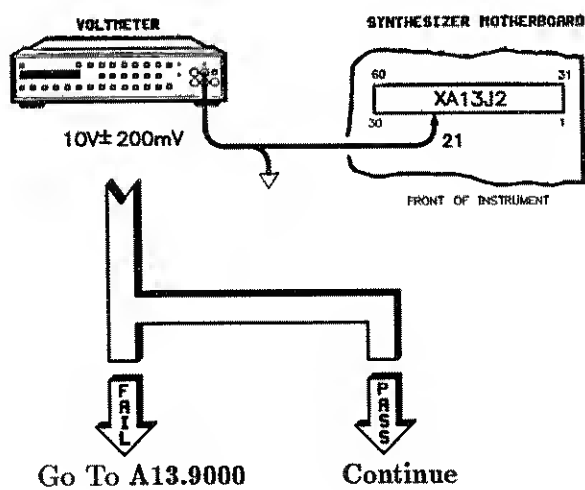 VOLTMETER
SYNTHESIZER MOTHERBOARD
60 31
XA13J2
30 1
10V± 200mV
21
FRONT OF INSTRUMENT
FAIL
PASS
Go To A13.9000
Continue